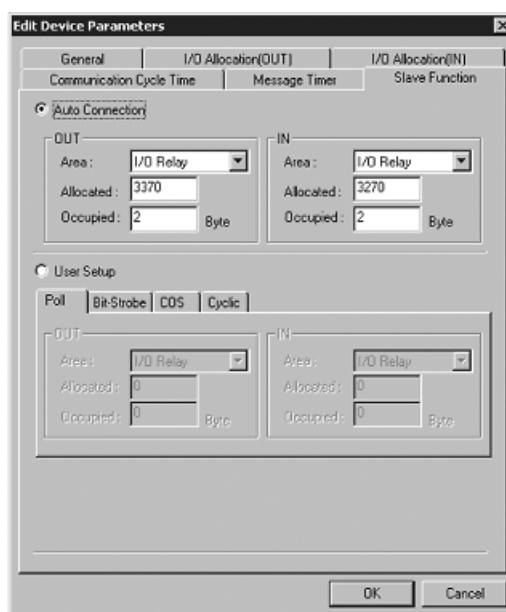 Edit Device Parameters
General I/O Allocation(OUT) I/O Allocation(IN)
Communication Cycle Time Message Timer Slave Function
Auto Connection
OUT IN
Area : I/O Relay Area : I/O Relay
Allocated : 3370 Allocated : 3270
Occupied : 2 Byte Occupied : 2 Byte
User Setup
Poll Bit-Strobe COS Cyclic
OUT IN
Area : I/O Relay Area : I/O Relay
Allocated : 0 Allocated : 0
Occupied : 0 Byte Occupied : 0 Byte
OK Cancel